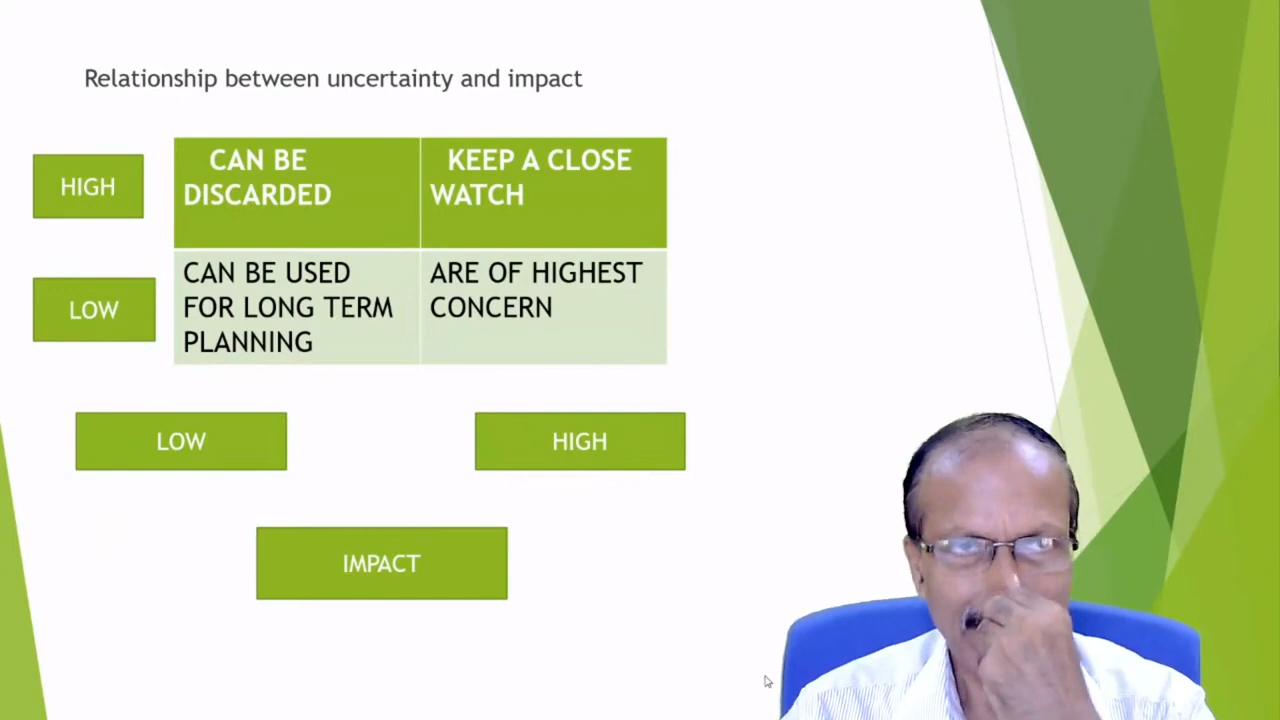 Relationship between uncertainty and impact
HIGH
CAN BE
DISCARDED
KEEP A CLOSE
WATCH
LOW
CAN BE USED
FOR LONG TERM
PLANNING
ARE OF HIGHEST
CONCERN
LOW
HIGH
IMPACT